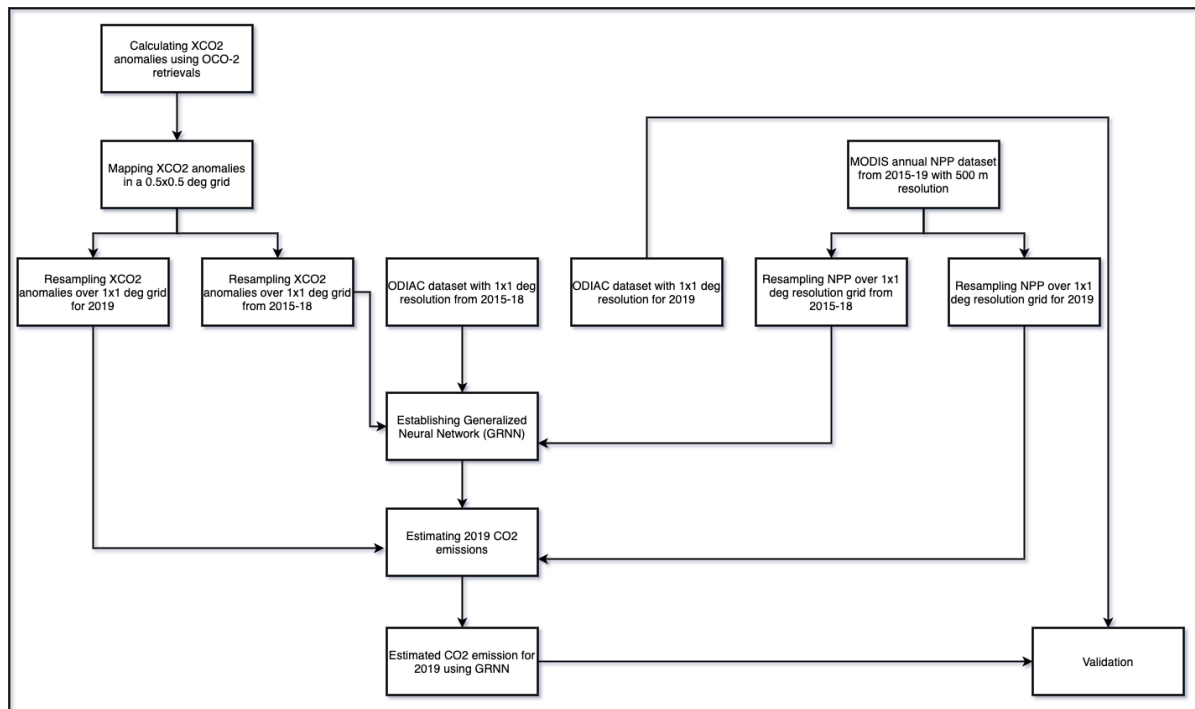 Calculating XCO2
anomalies using OCO-2
retrievals
Mapping XCO2 anomalies
in a 0.5x0.5 deg grid
MODIS annual NPP dataset
from 2015-19 with 500 m
resolution
Resampling XCO2
anomalies over 1x1 deg grid
for 2019
Resampling XCO2
anomalies over 1x1 deg grid
from 2015-18
ODIAC dataset with 1x1 deg
resolution from 2015-18
ODIAC dataset with 1x1 deg
resolution for 2019
Resampling NPP over 1x1
deg resolution grid from
2015-18
Resampling NPP over 1x1
deg resolution grid for 2019
Establishing Generalized
Neural Network (GRNN)
Estimating 2019 CO2
emissions
Estimated CO2 emission for
2019 using GRNN
Validation